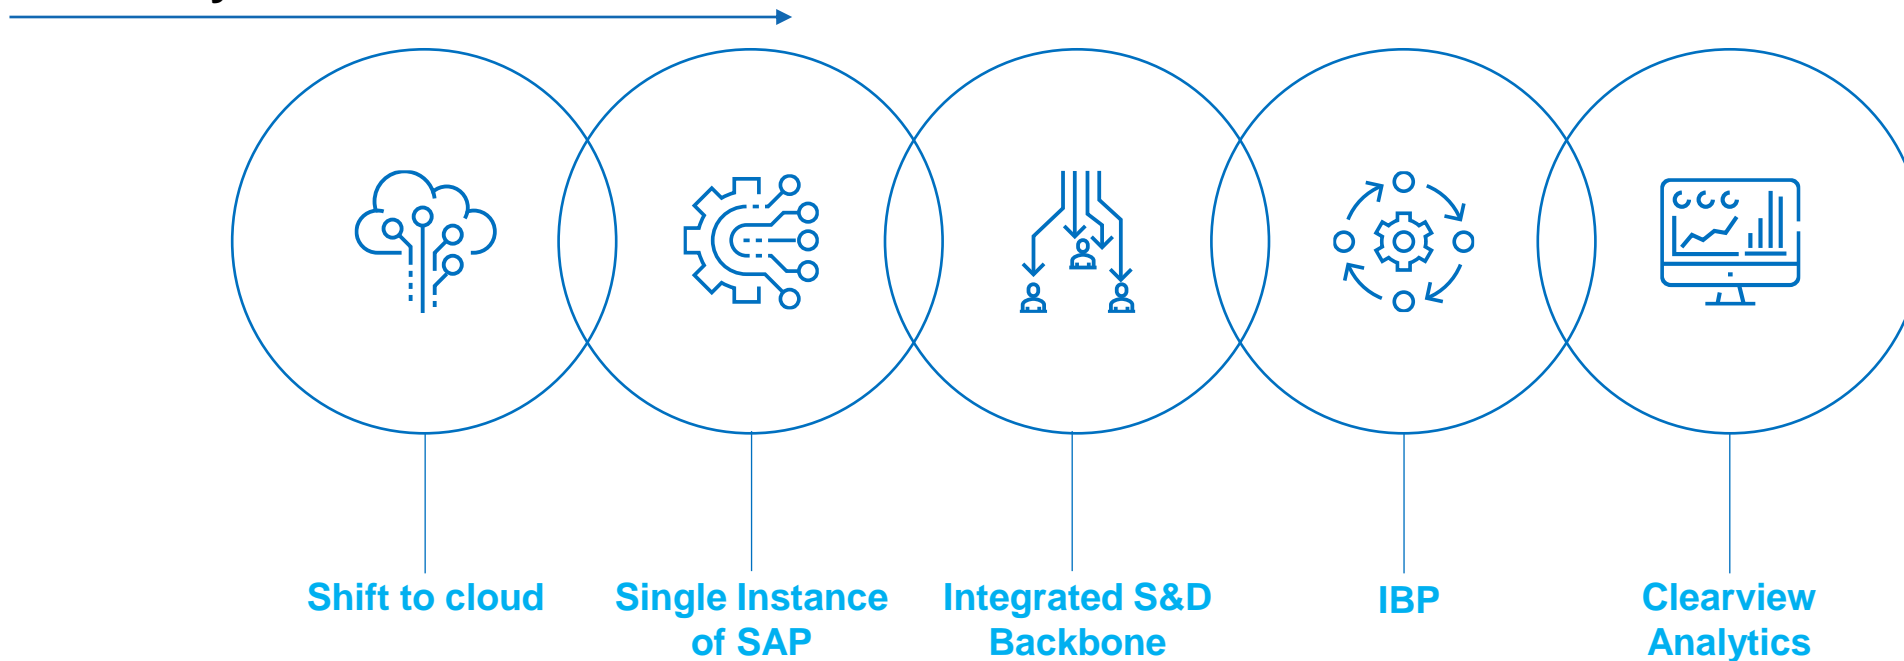 Shift to cloud
Single Instance
of SAP
Integrated S&D
Backbone
IBP
Clearview
Analytics